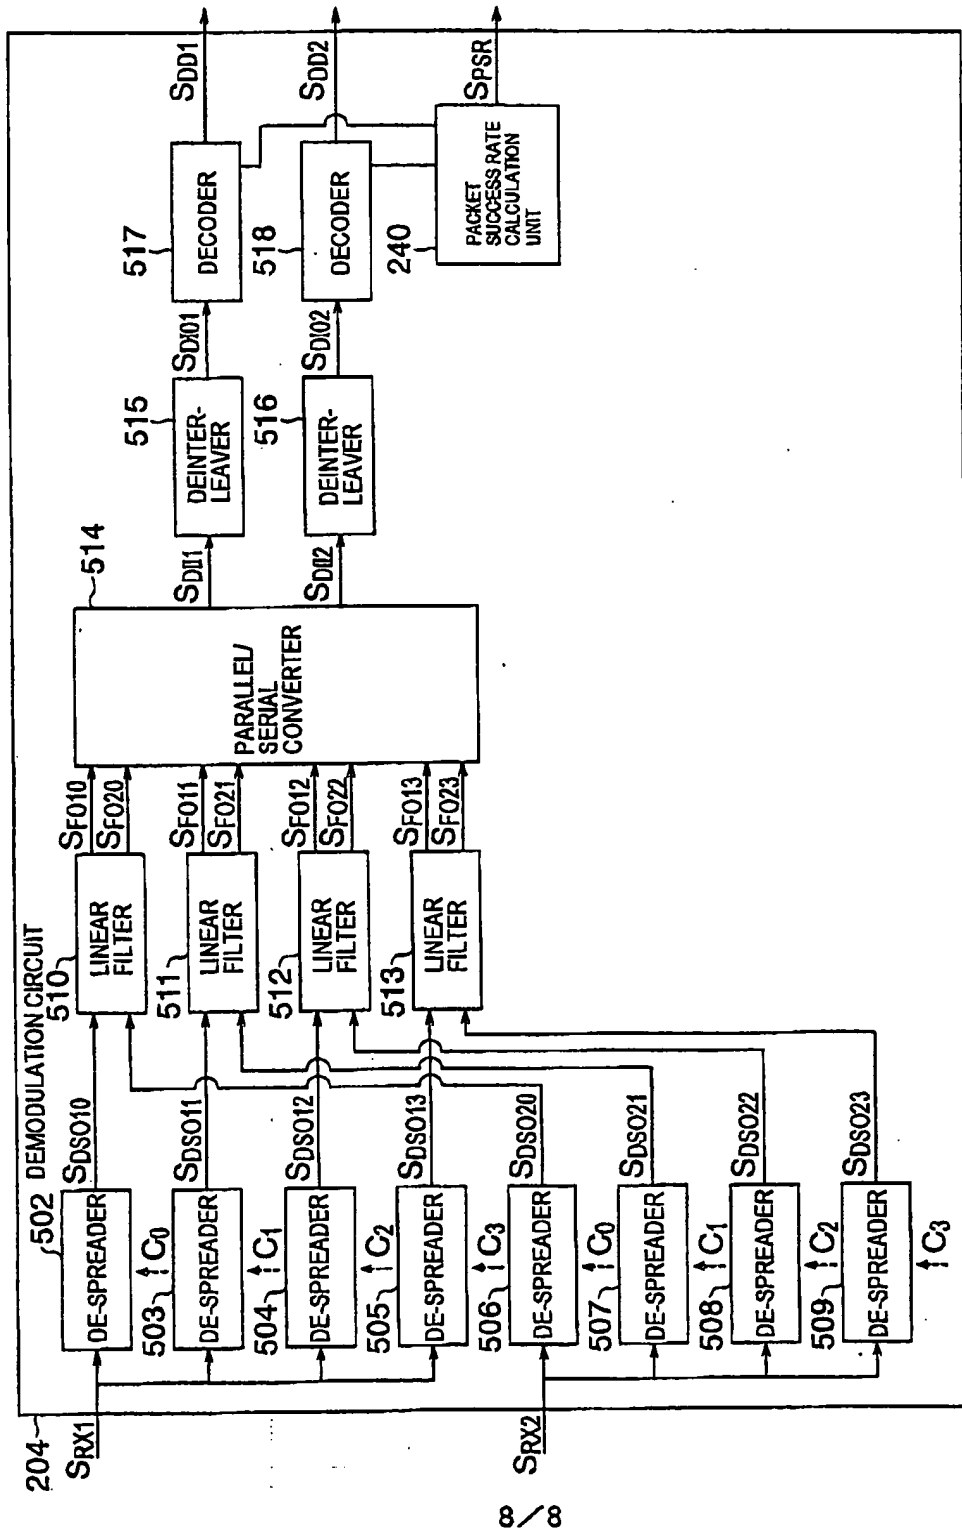 204
DEMODULATION CIRCUIT
SRX1
502
DE-SPREADER
C0
SDSO10
503
DE-SPREADER
C1
SDSO11
504
DE-SPREADER
C2
SDSO12
505
DE-SPREADER
C3
SDSO13
SRX2
506
DE-SPREADER
C0
SDSO20
507
DE-SPREADER
C1
SDSO21
508
DE-SPREADER
C2
SDSO22
509
DE-SPREADER
C3
SDSO23
510
LINEAR
FILTER
SFO10
SFO20
511
LINEAR
FILTER
SFO11
SFO21
512
LINEAR
FILTER
SFO12
SFO22
513
LINEAR
FILTER
SFO13
SFO23
514
PARALLEL/
SERIAL
CONVERTER
SDII1
SDII2
515
DEINTER-
LEAVER
SDIO1
516
DEINTER-
LEAVER
SDIO2
517
DECODER
SDD1
518
DECODER
SDD2
240
PACKET
SUCCESS RATE
CALCULATION
UNIT
SPSR
8/8